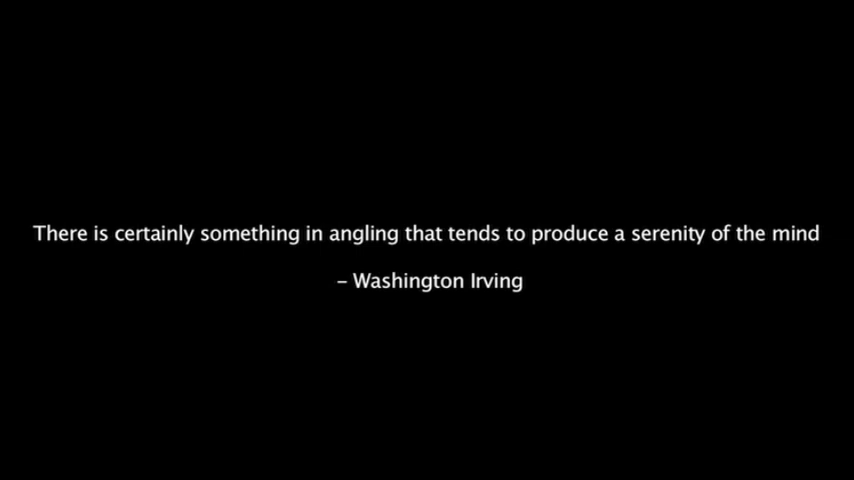 There is certainly something in angling that tends to produce a serenity of the mind
– Washington Irving